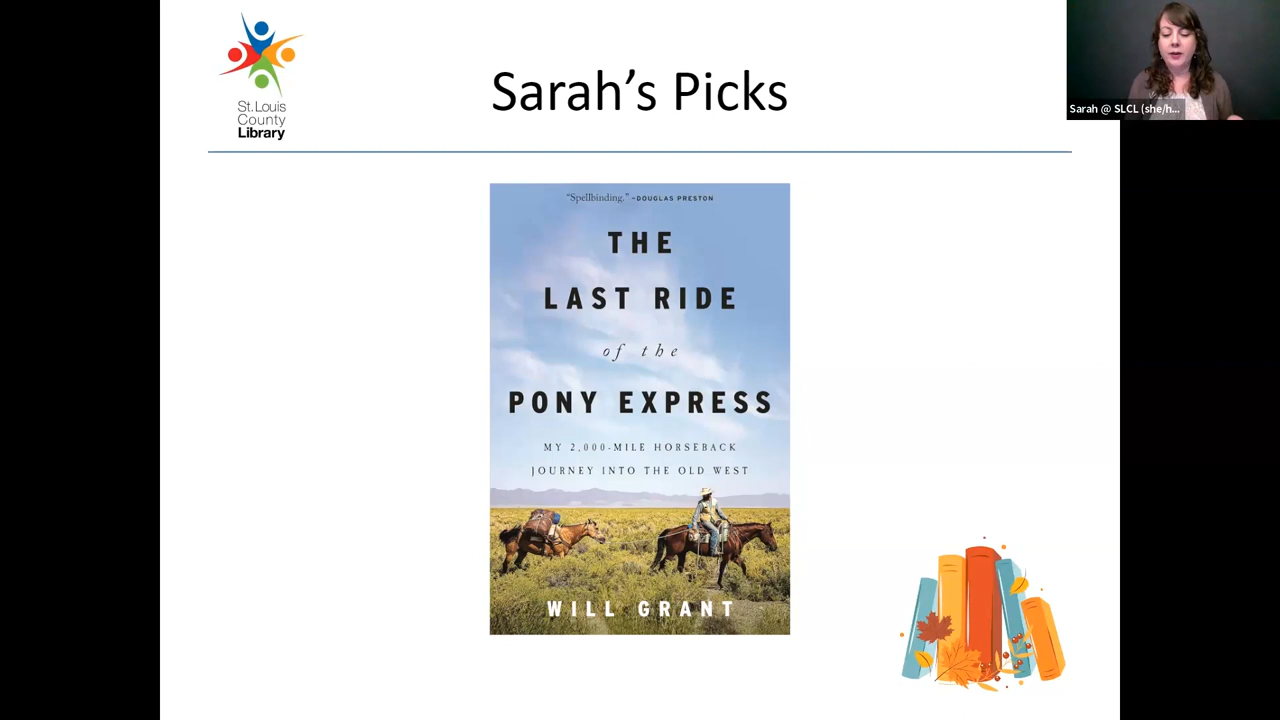 St.Louis
County
Library
Sarah's Picks
Sarah @ SLCL (she/h...
"Spellbinding." –DOUGLAS PRESTON
THE
LAST RIDE
of the
PONY EXPRESS
MY 2,000-MILE HORSEBACK
JOURNEY INTO THE OLD WEST
WILL GRANT